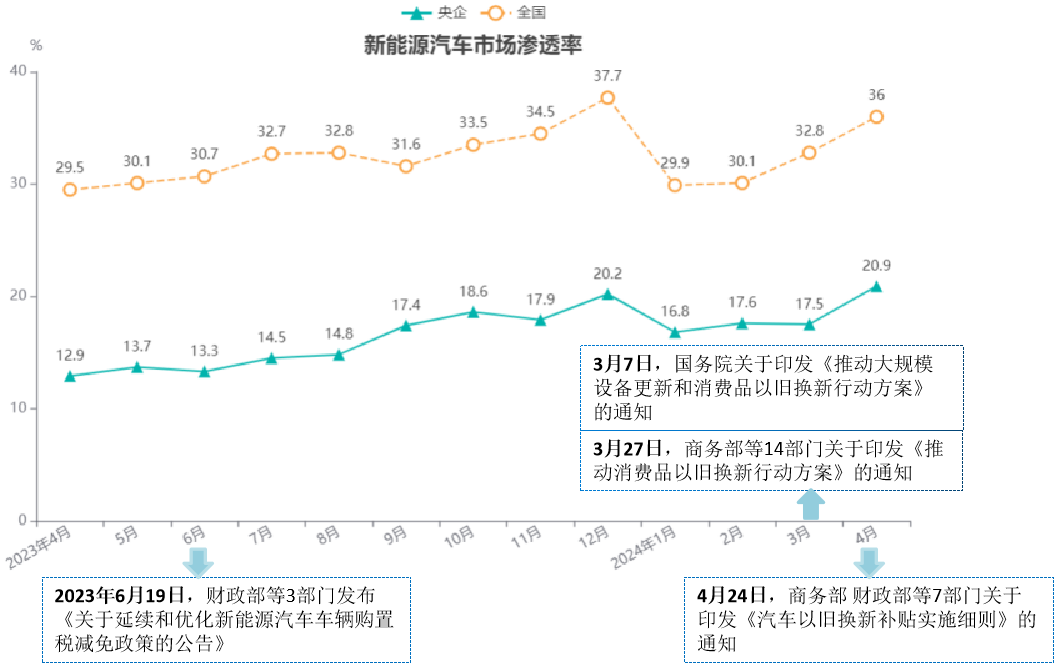 央企 全国
新能源汽车市场渗透率
%
40
30
20
10
0
29.5 30.1 30.7 32.7 32.8 31.6 33.5 34.5 37.7 29.9 30.1 32.8 36
12.9 13.7 13.3 14.5 14.8 17.4 18.6 17.9 20.2 16.8 17.6 17.5 20.9
3月7日，国务院关于印发《推动大规模
设备更新和消费品以旧换新行动方案》
的通知
3月27日，商务部等14部门关于印发《推
动消费品以旧换新行动方案》的通知
2023年4月 5月 6月 7月 8月 9月 10月 11月 12月 2024年1月 2月 3月 4月
2023年6月19日，财政部等3部门发布
《关于延续和优化新能源汽车车辆购置
税减免政策的公告》
4月24日，商务部 财政部等7部门关于
印发《汽车以旧换新补贴实施细则》的
通知